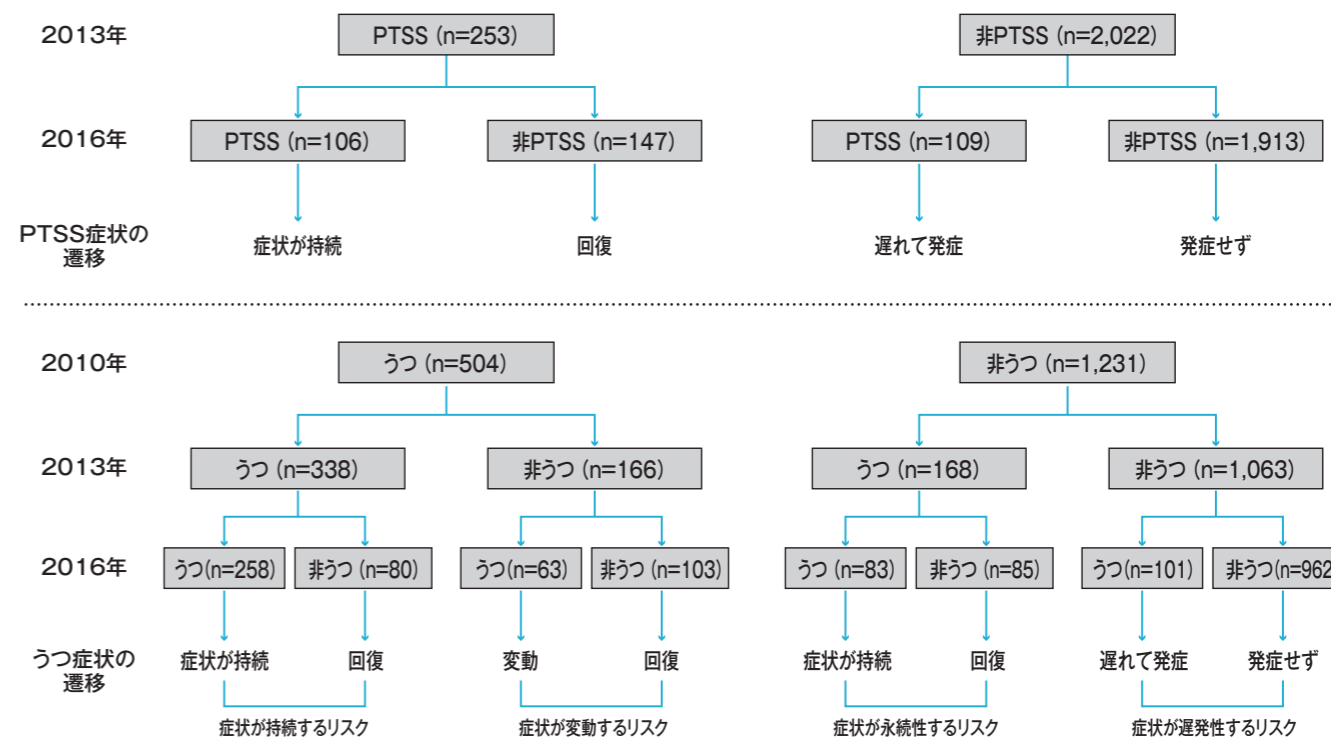 2013年 PTSS (n=253) 非PTSS (n=2,022)
2016年 PTSS (n=106) 非PTSS (n=147) PTSS (n=109) 非PTSS (n=1,913)
PTSS症状の
遷移
症状が持続 回復 遅れて発症 発症せず
2010年 うつ (n=504) 非うつ (n=1,231)
2013年 うつ (n=338) 非うつ (n=166) うつ (n=168) 非うつ (n=1,063)
2016年 うつ(n=258) 非うつ (n=80) うつ(n=63) 非うつ (n=103) うつ (n=83) 非うつ (n=85) うつ(n=101) 非うつ(n=962
うつ症状の
遷移
症状が持続 回復 変動 回復 症状が持続 回復 遅れて発症 発症せず
症状が持続するリスク 症状が変動するリスク 症状が永続性するリスク 症状が遅発性するリスク